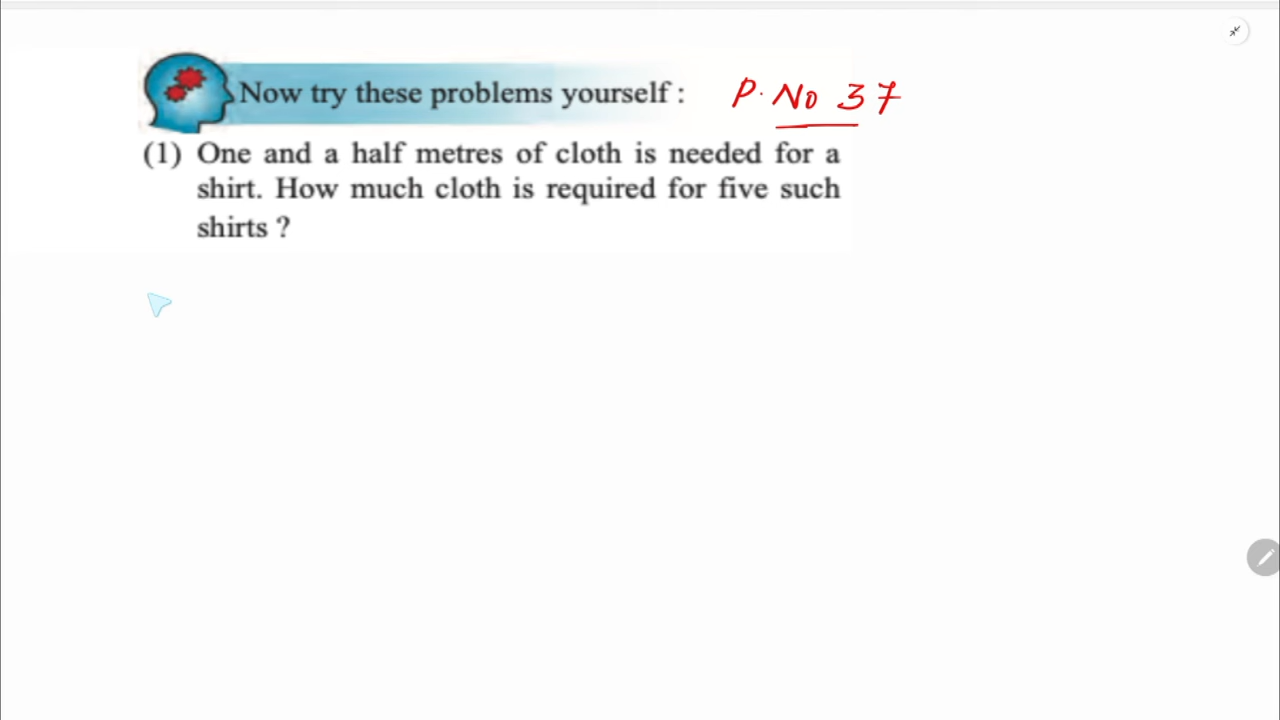 Now try these problems yourself : P. No 37
(1) One and a half metres of cloth is needed for a
shirt. How much cloth is required for five such
shirts ?